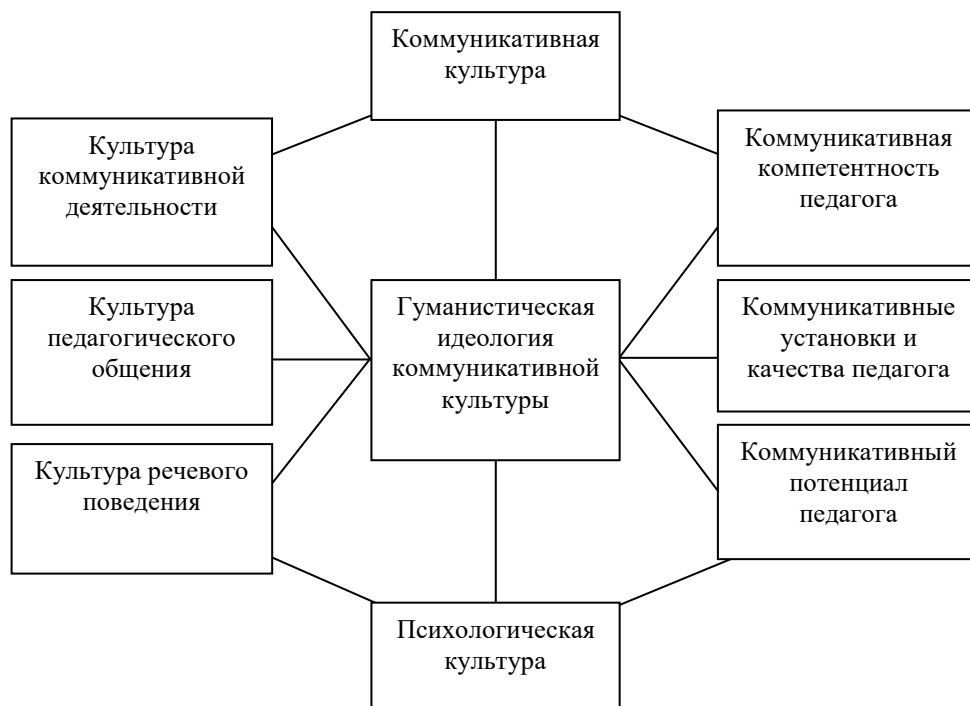 Коммуникативная
культура
Культура
коммуникативной
деятельности
Коммуникативная
компетентность
педагога
Культура
педагогического
общения
Гуманистическая
идеология
коммуникативной
культуры
Коммуникативные
установки и
качества педагога
Культура речевого
поведения
Коммуникативный
потенциал
педагога
Психологическая
культура